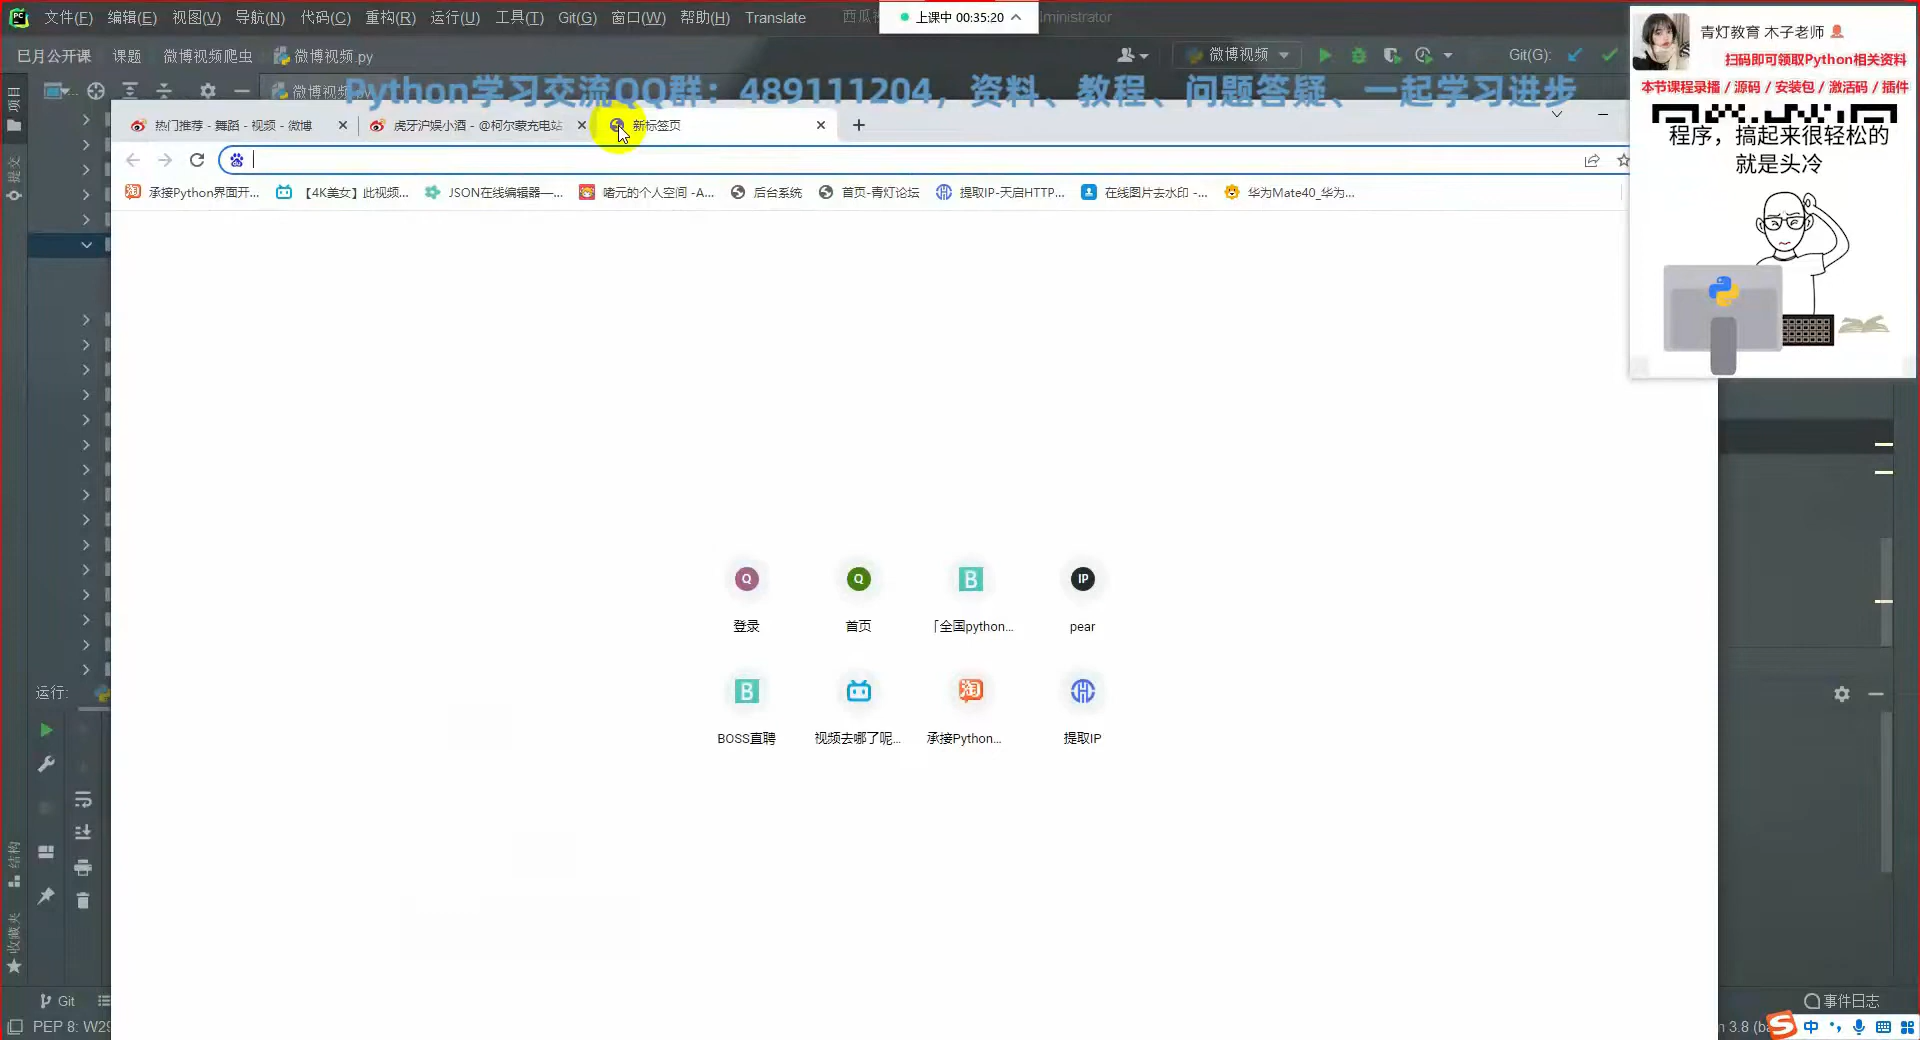 文件(F) 编辑(E) 视图(V) 导航(N) 代码(C) 重构(R) 运行(U) 工具(T) Git(G) 窗口(W) 帮助(H) Translate
上课中 00:35:20
青灯教育 木子老师
扫码即可领取Python相关资料
本节课程录播 / 源码 / 安装包 / 激活码 / 插件
程序，搞起来很轻松的
就是头冷
巳月公开课 课题 微博视频爬虫 微博视频.py
微博视频 Git(G):
Python学习交流QQ群：489111204，资料、教程、问题答疑、一起学习进步
项目
提交
热门推荐 - 舞蹈 - 视频 - 微博
虎牙沪娱小酒 - @柯尔蒙充电站
新标签页
承接Python界面开...
【4K美女】此视频...
JSON在线编辑器—...
啫元的个人空间 -A...
后台系统
首页-青灯论坛
提取IP-天启HTTP...
在线图片去水印 -...
华为Mate40_华为...
登录
首页
「全国python...
pear
BOSS直聘
视频去哪了呢...
承接Python...
提取IP
运行:
结构
收藏夹
Git
事件日志
PEP 8:
中